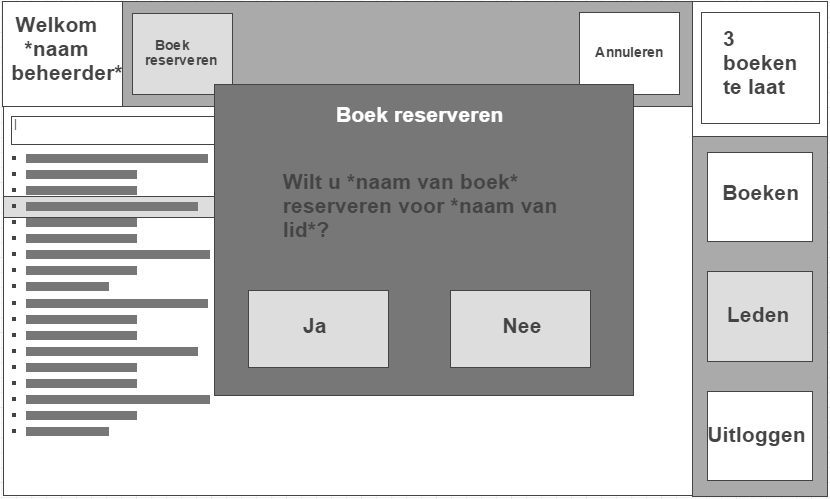 Welkom
*naam
beheerder*
Boek
reserveren
Annuleren
3
boeken
te laat
Boek reserveren
Wilt u *naam van boek*
reserveren voor *naam van
lid*?
Ja
Nee
Boeken
Leden
Uitloggen